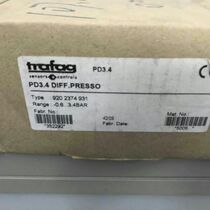 trafag
sensors controls
PD3.4
CE
PD3.4 DIFF.PRESSO
Type : 920 2374 931
Range : -0,6...3,4BAR
Fabr. No.:
Fabr. Date:
Mat. No.: